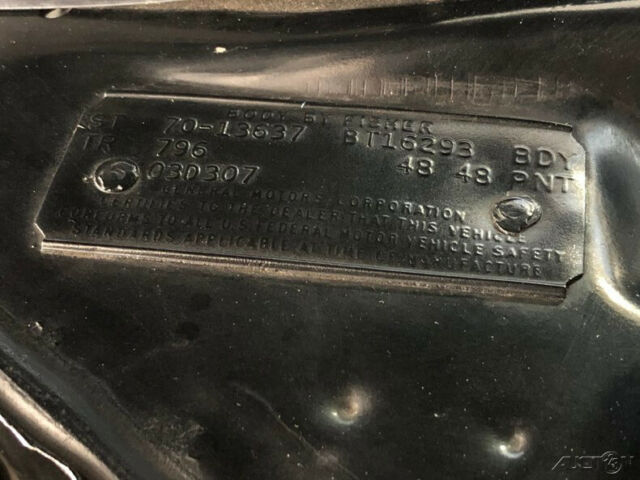 BODY BY FISHER
ST 70-13637 BT16293 BDY
TR 796 48 48 PNT
03D307
GENERAL MOTORS CORPORATION
CERTIFIES TO THE DEALER THAT THIS VEHICLE
CONFORMS TO ALL U.S FEDERAL MOTOR VEHICLE SAFETY
STANDARDS APPLICABLE AT TIME OF MANUFACTURE